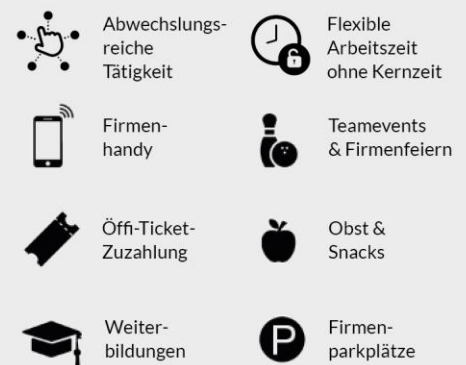 Abwechslungs-
reiche
Tätigkeit
Flexible
Arbeitszeit
ohne Kernzeit
Firmen-
handy
Teamevents
& Firmenfeiern
Öffi-Ticket-
Zuzahlung
Obst &
Snacks
Weiter-
bildungen
P
Firmen-
parkplätze